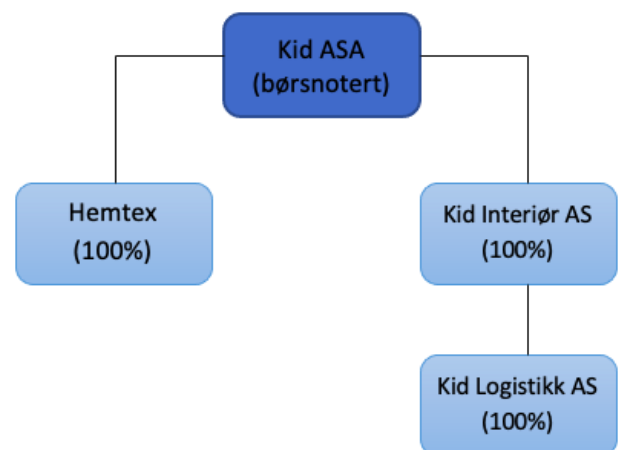 Kid ASA
(børsnotert)
Hemtex
(100%)
Kid Interiør AS
(100%)
Kid Logistikk AS
(100%)